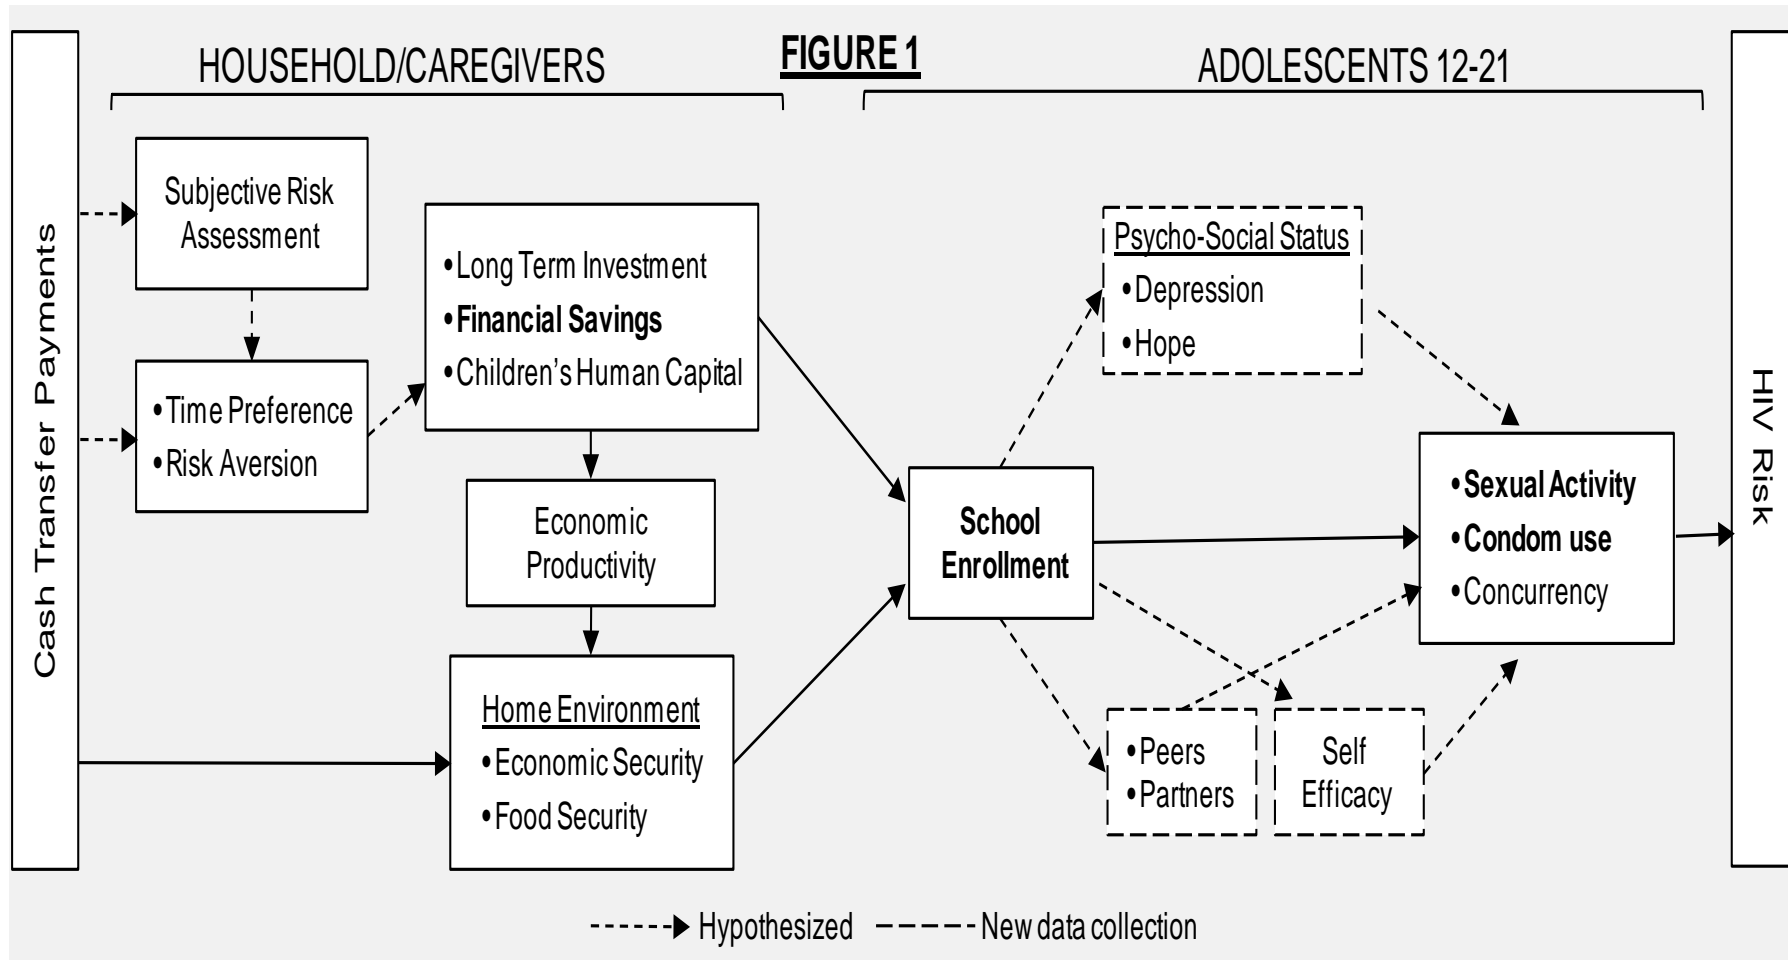 FIGURE 1
HOUSEHOLD/CAREGIVERS
ADOLESCENTS 12-21
Cash Transfer Payments
Subjective Risk
Assessment
•Time Preference
•Risk Aversion
•Long Term Investment
•Financial Savings
•Children's Human Capital
Economic
Productivity
Home Environment
•Economic Security
•Food Security
School
Enrollment
Psycho-Social Status
•Depression
•Hope
•Peers
•Partners
Self
Efficacy
•Sexual Activity
•Condom use
•Concurrency
HIV Risk
Hypothesized
New data collection